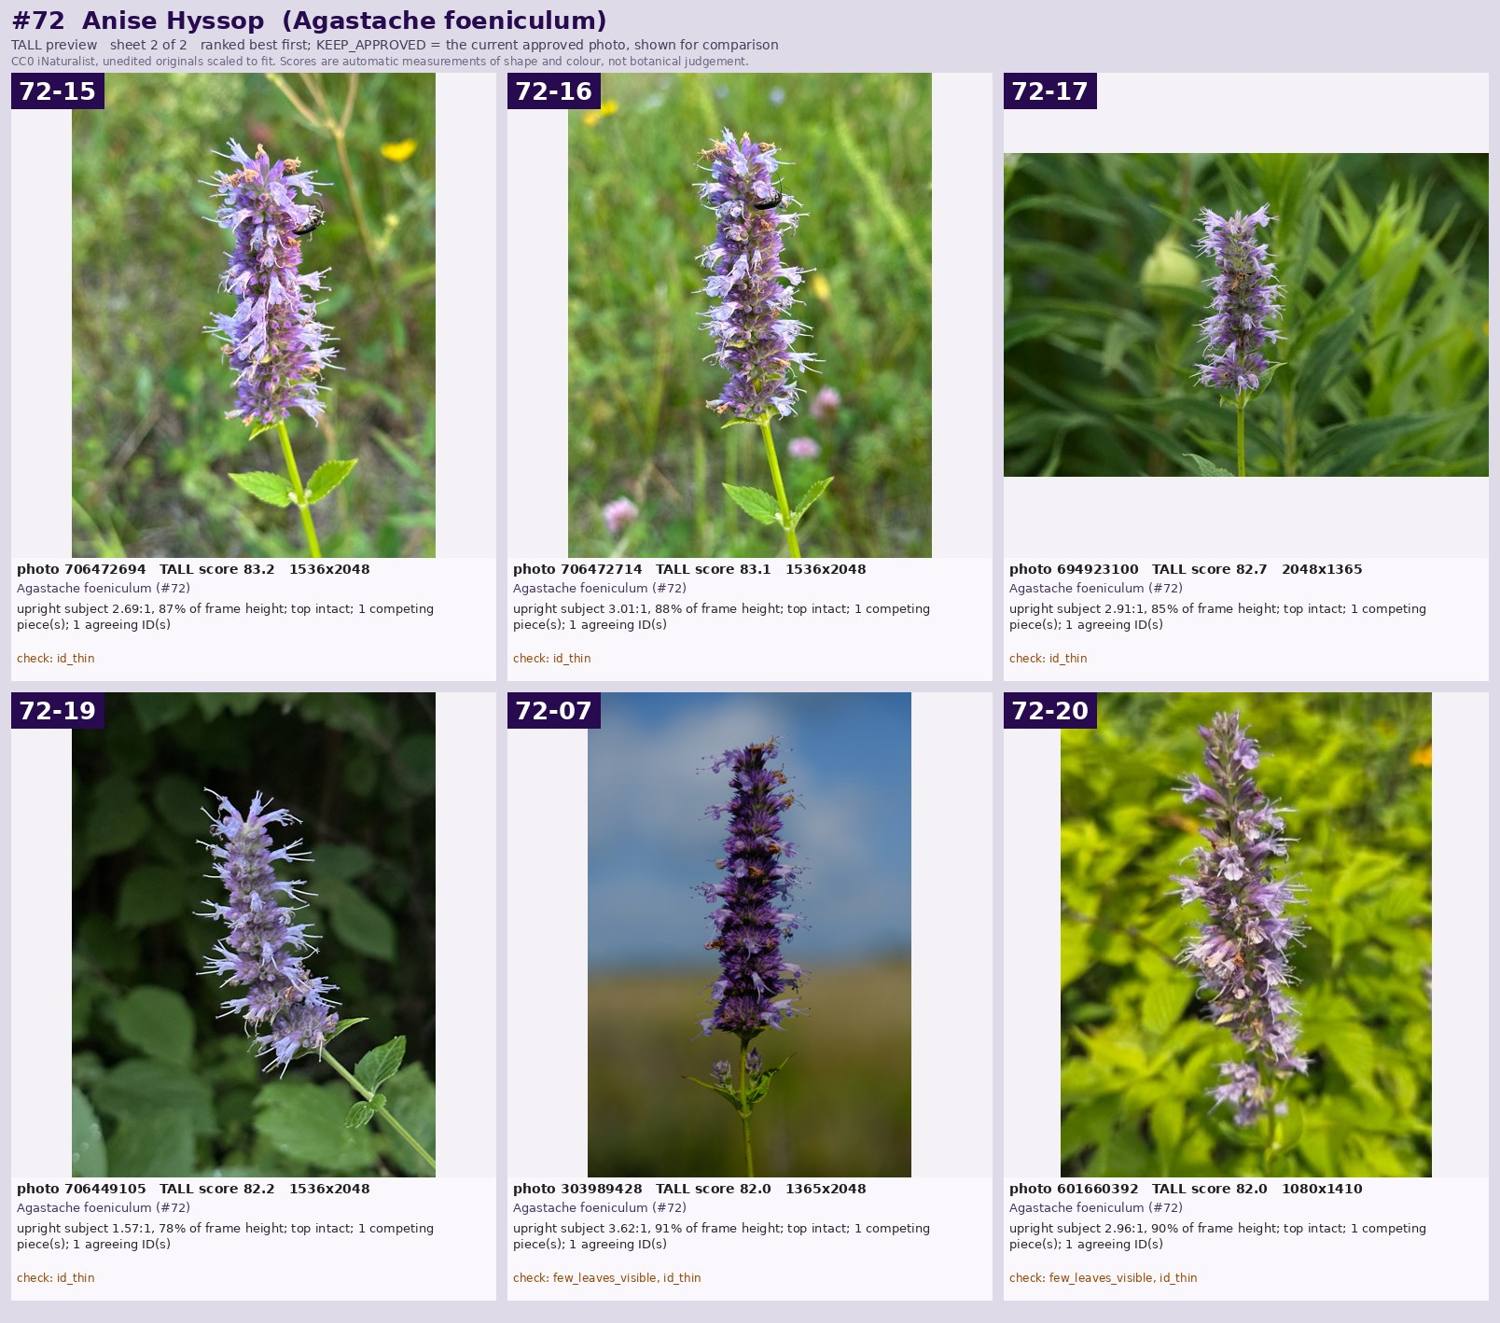 #72  Anise Hyssop  (Agastache foeniculum)
TALL preview   sheet 2 of 2   ranked best first; KEEP_APPROVED = the current approved photo, shown for comparison
CC0 iNaturalist, unedited originals scaled to fit. Scores are automatic measurements of shape and colour, not botanical judgement.
72-15
photo 706472694   TALL score 83.2   1536x2048
Agastache foeniculum (#72)
upright subject 2.69:1, 87% of frame height; top intact; 1 competing
piece(s); 1 agreeing ID(s)
check: id_thin
72-16
photo 706472714   TALL score 83.1   1536x2048
Agastache foeniculum (#72)
upright subject 3.01:1, 88% of frame height; top intact; 1 competing
piece(s); 1 agreeing ID(s)
check: id_thin
72-17
photo 694923100   TALL score 82.7   2048x1365
Agastache foeniculum (#72)
upright subject 2.91:1, 85% of frame height; top intact; 1 competing
piece(s); 1 agreeing ID(s)
check: id_thin
72-19
photo 706449105   TALL score 82.2   1536x2048
Agastache foeniculum (#72)
upright subject 1.57:1, 78% of frame height; top intact; 1 competing
piece(s); 1 agreeing ID(s)
check: id_thin
72-07
photo 303989428   TALL score 82.0   1365x2048
Agastache foeniculum (#72)
upright subject 3.62:1, 91% of frame height; top intact; 1 competing
piece(s); 1 agreeing ID(s)
check: few_leaves_visible, id_thin
72-20
photo 601660392   TALL score 82.0   1080x1410
Agastache foeniculum (#72)
upright subject 2.96:1, 90% of frame height; top intact; 1 competing
piece(s); 1 agreeing ID(s)
check: few_leaves_visible, id_thin